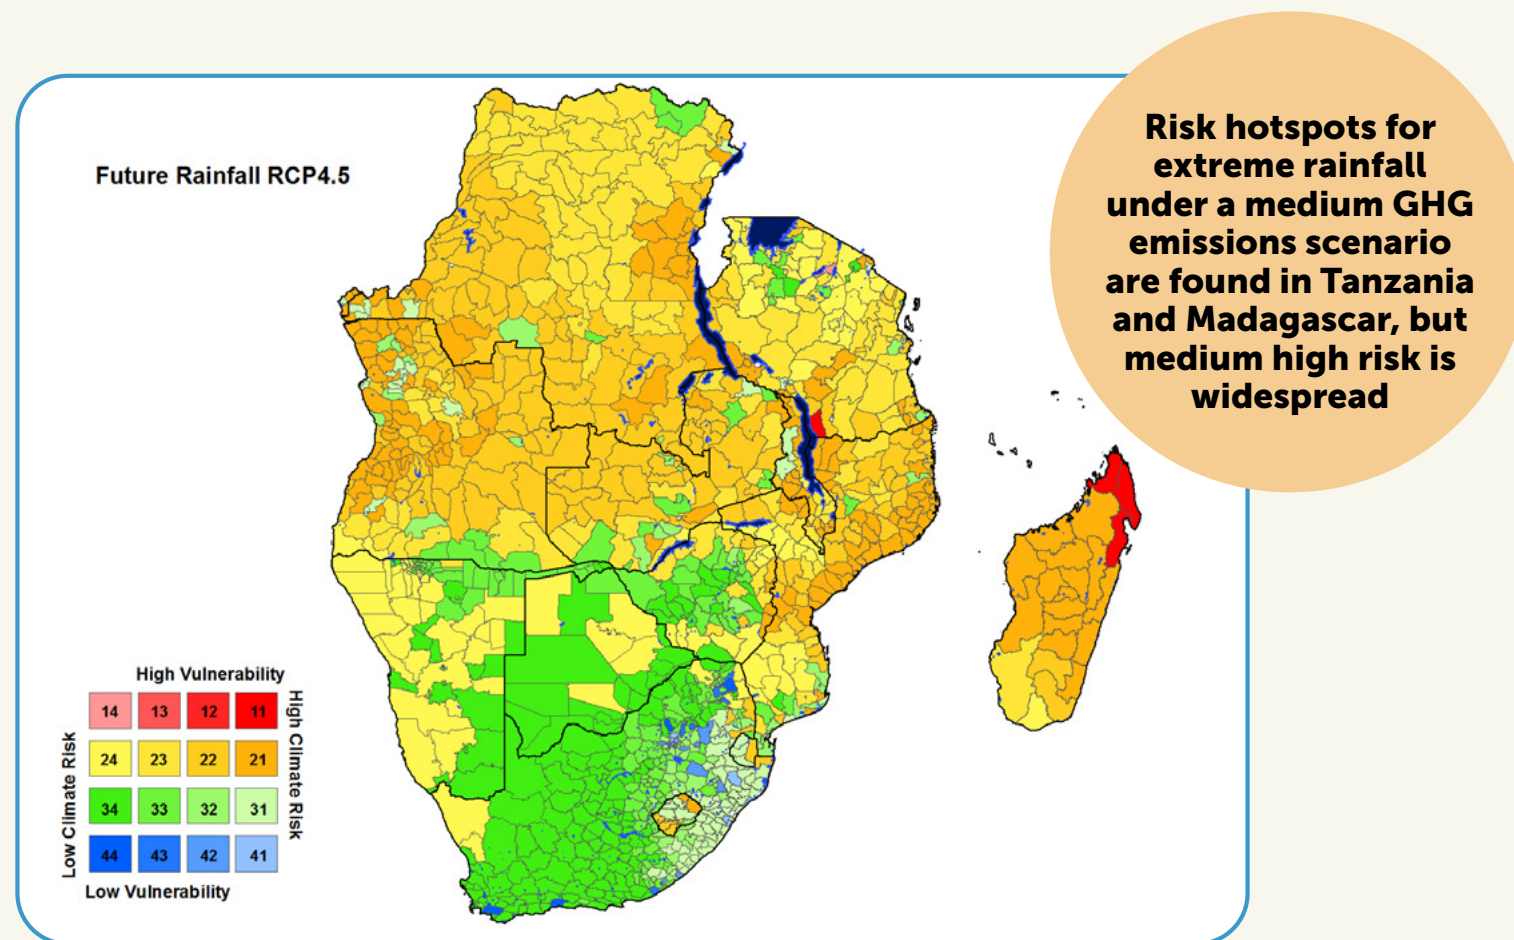 Risk hotspots for
extreme rainfall
under a medium GHG
emissions scenario
are found in Tanzania
and Madagascar, but
medium high risk is
widespread
Future Rainfall RCP4.5
High Vulnerability
14 13 12 11
24 23 22 21
34 33 32 31
44 43 42 41
Low Vulnerability
Low Climate Risk
High Climate Risk